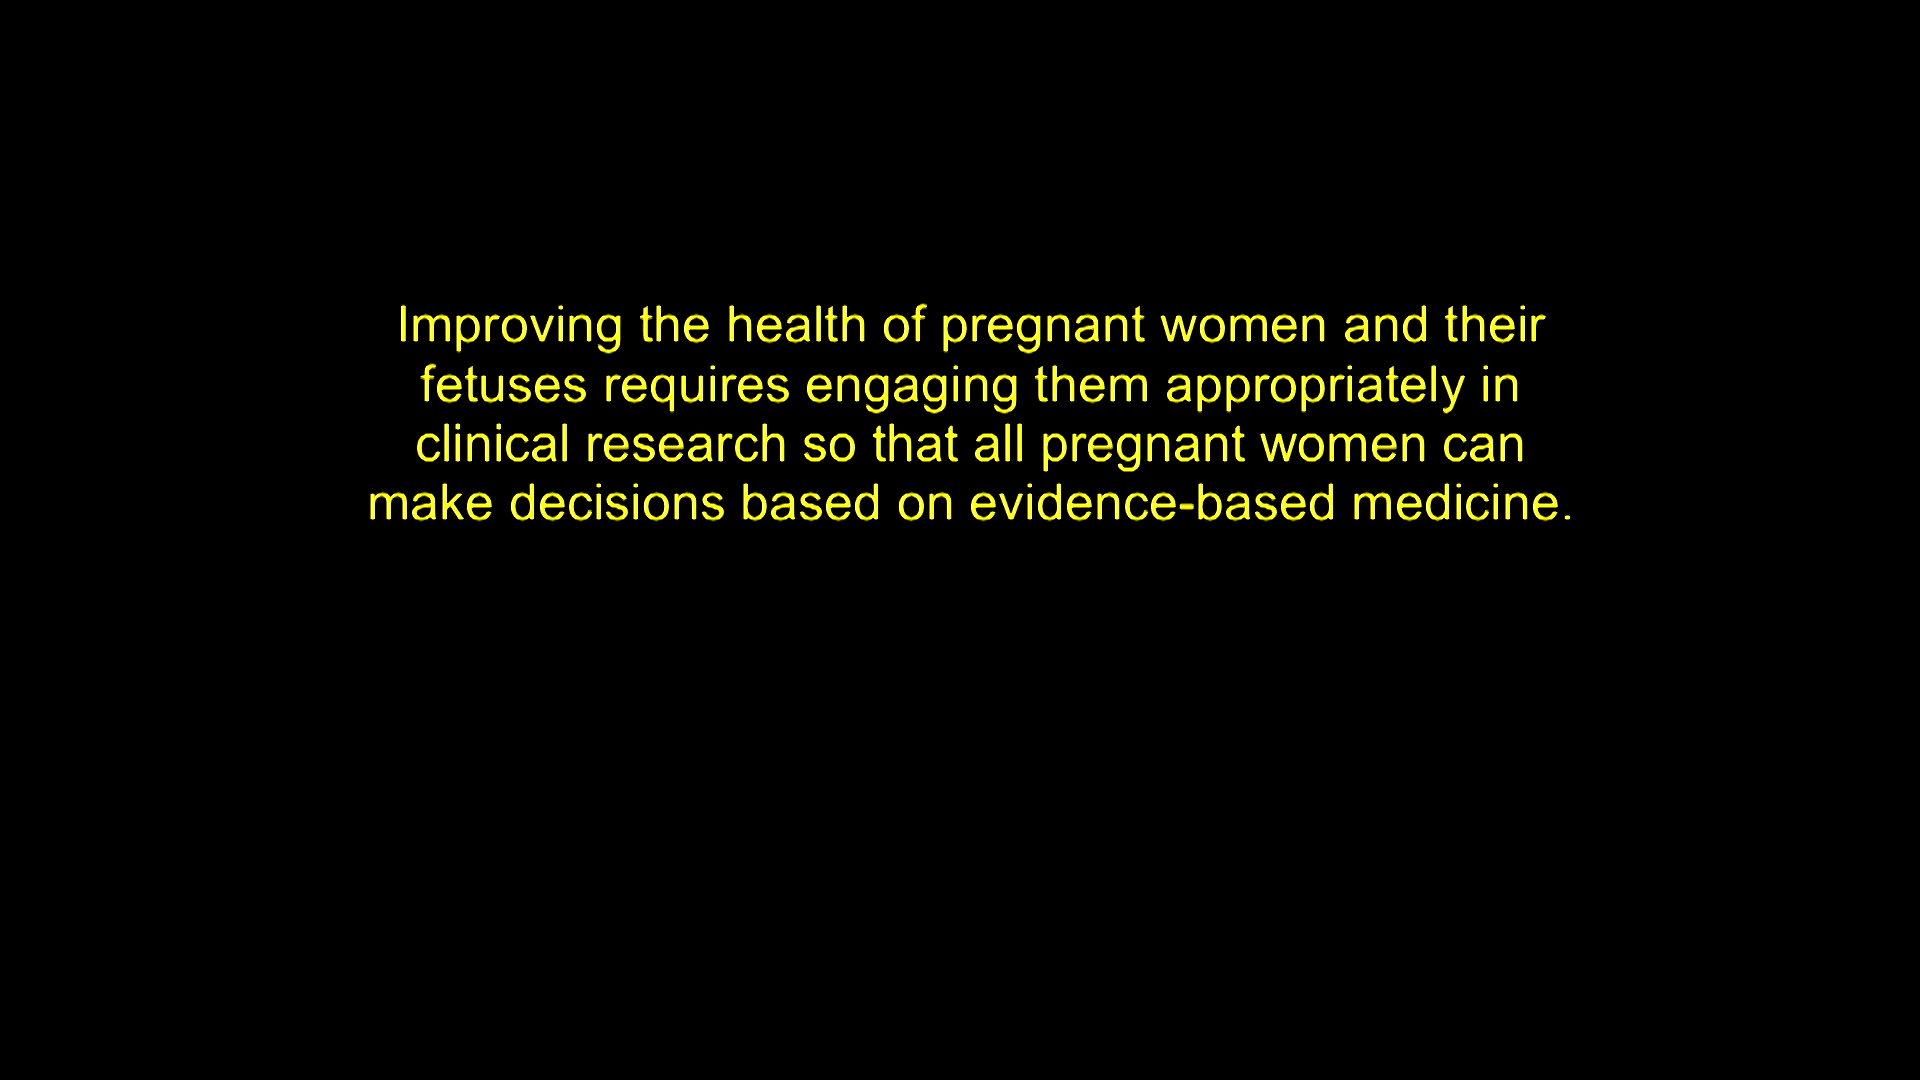 Improving the health of pregnant women and their
fetuses requires engaging them appropriately in
clinical research so that all pregnant women can
make decisions based on evidence-based medicine.